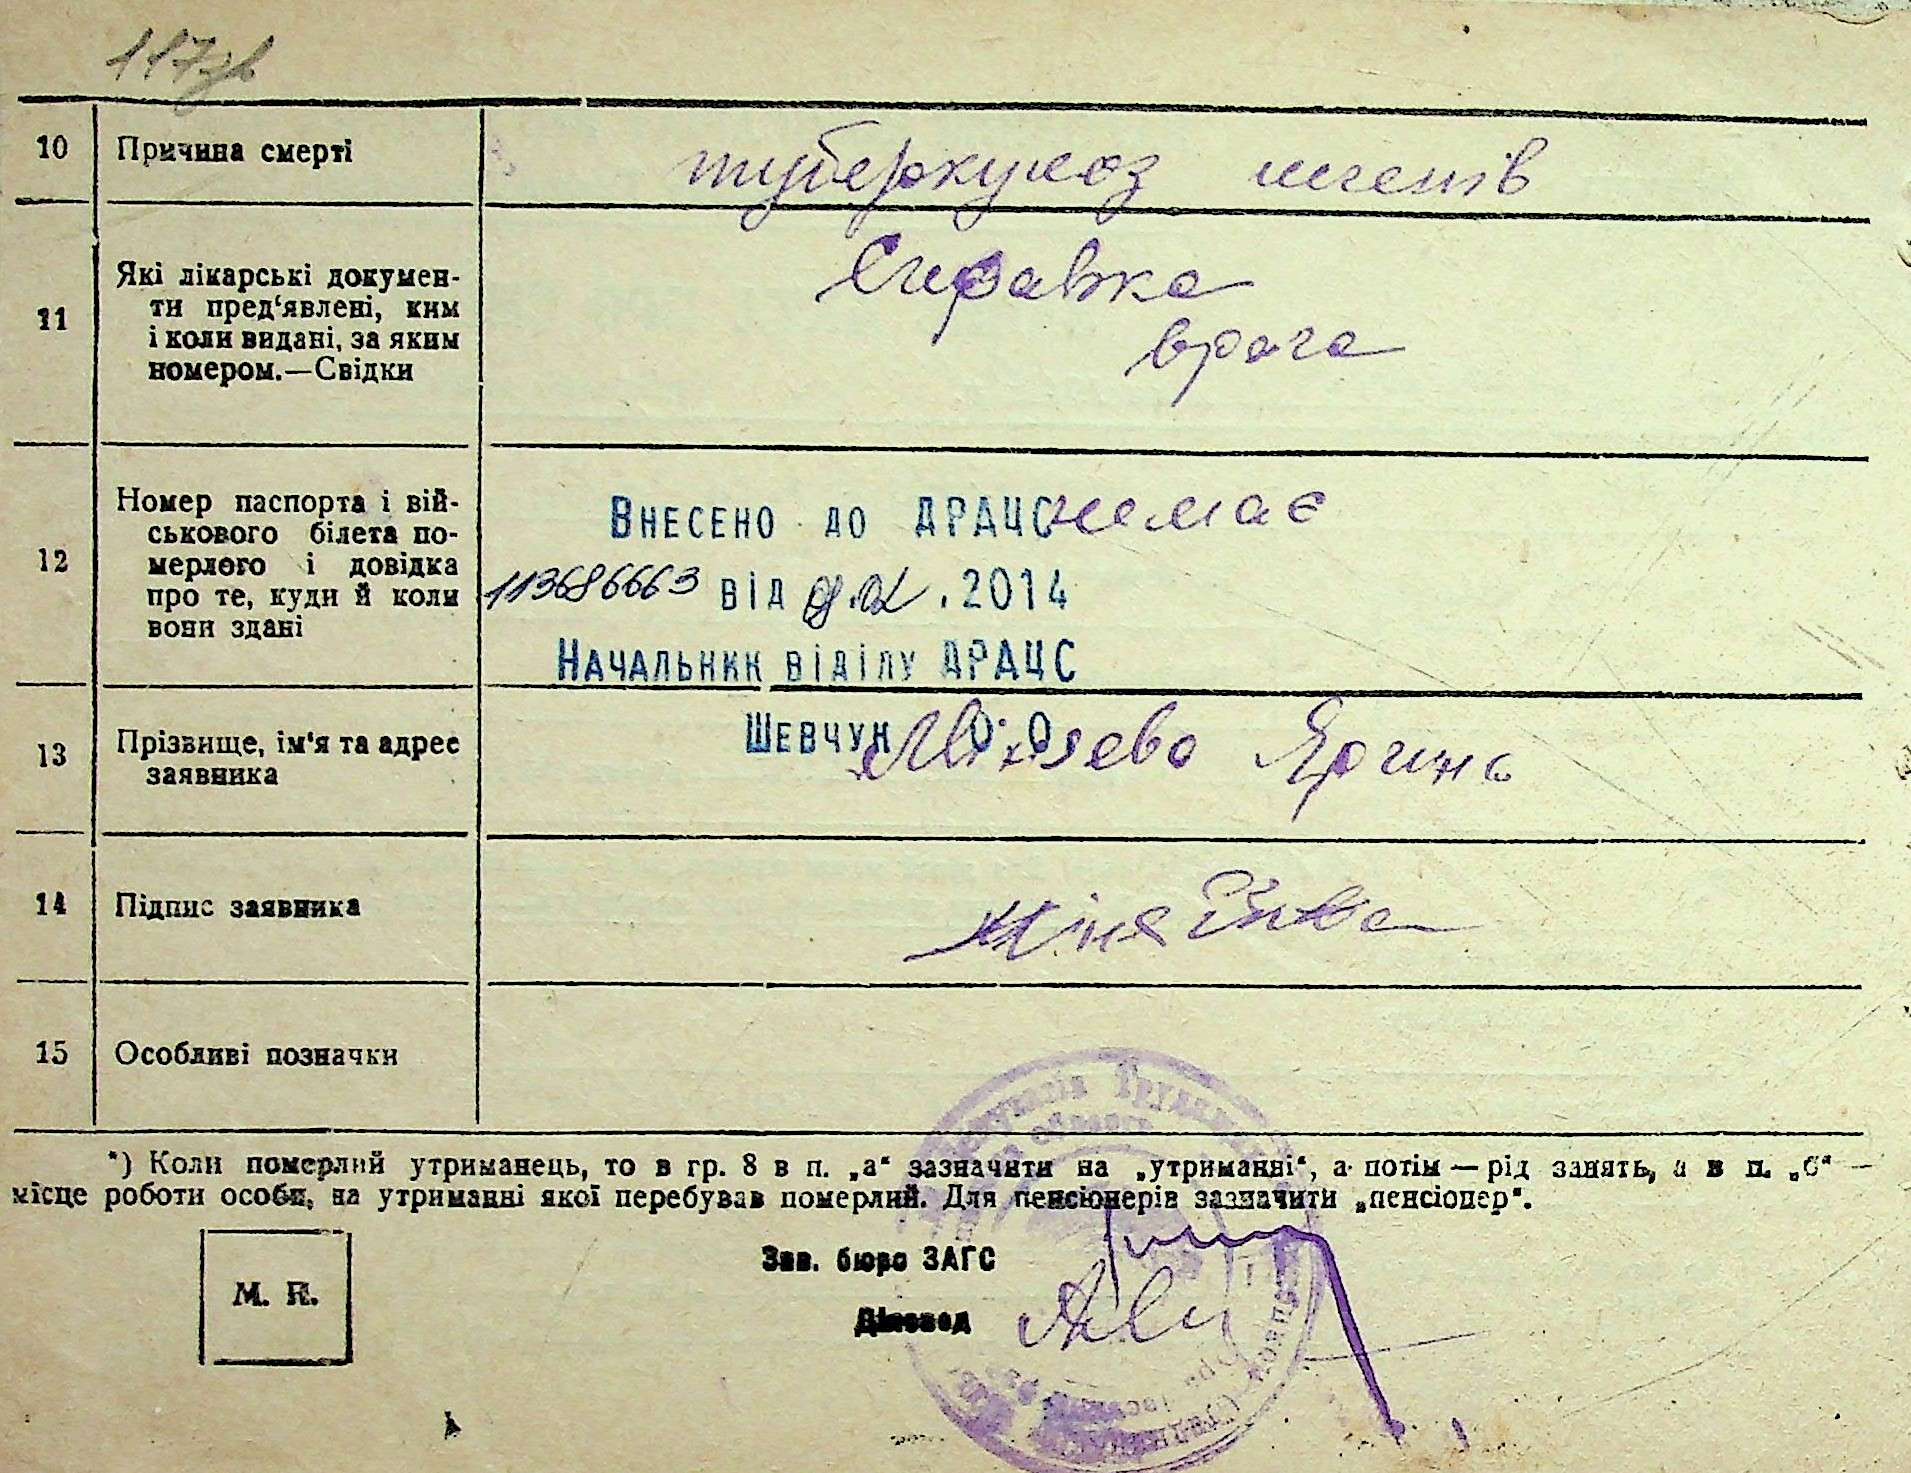 117зв
10 Причина смерті туберкулоз легенів
11 Які лікарські докумен-
ти пред'явлені, ким
і коли видані, за яким
номером.—Свідки
Справка
врача
12 Номер паспорта і вій-
ськового білета по-
мерлого і довідка
про те, куди й коли
вони здані
немає
Внесено до ДРАЦС
113686663 від .2014
Начальник відділу ДРАЦС
Шевчук О.О.
13 Прізвище, ім'я та адрес
заявника
Ярина
14 Підпис заявника
15 Особливі позначки
*) Коли померлий утриманець, то в гр. 8 в п. „а“ зазначити на „утриманні“, а потім — рід занять, а в п. „б“ —
місце роботи особи, на утриманні якої перебував померлий. Для пенсіонерів зазначити „пенсіонер“.
Зав. бюро ЗАГС
М. П.
Діловод